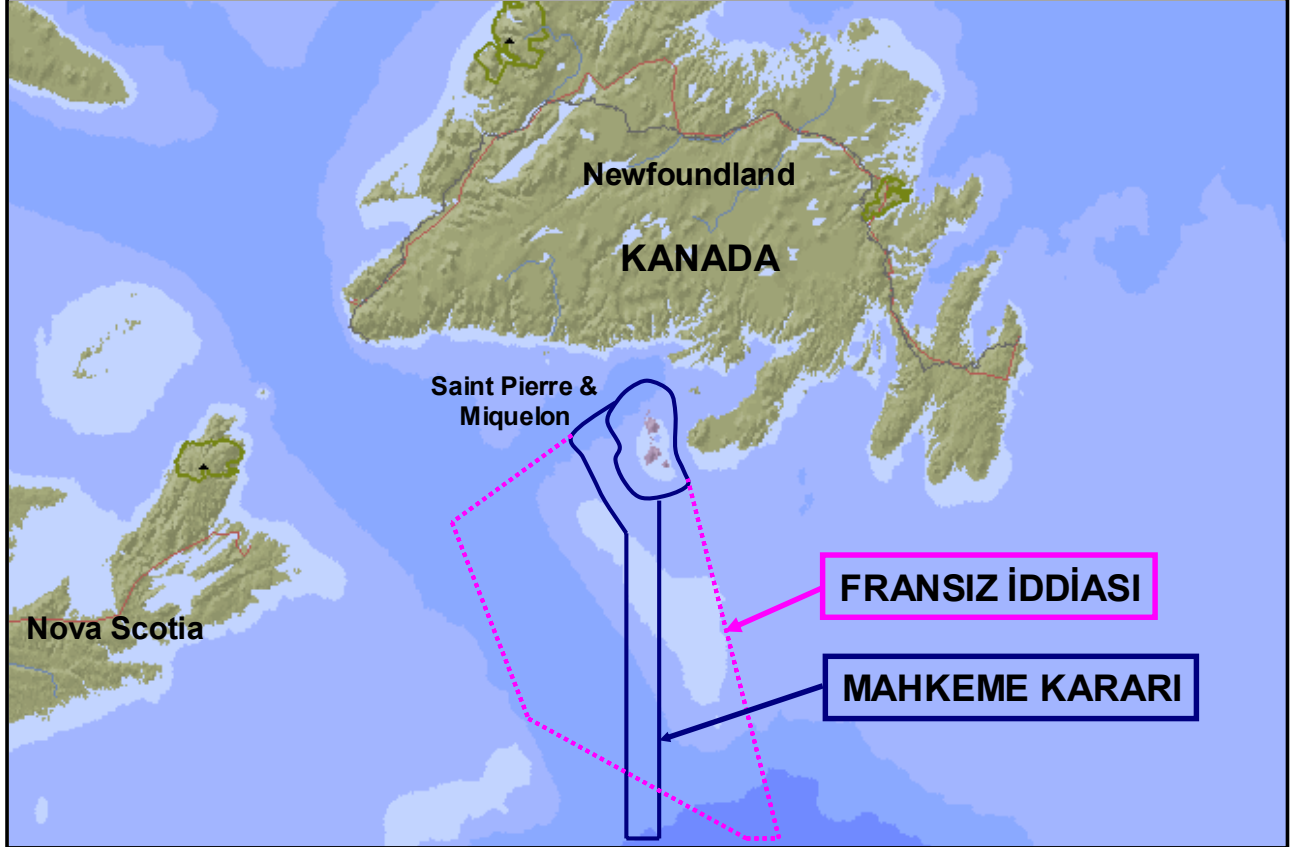 Newfoundland
KANADA
Saint Pierre &
Miquelon
FRANSIZ İDDİASI
Nova Scotia
MAHKEME KARARI